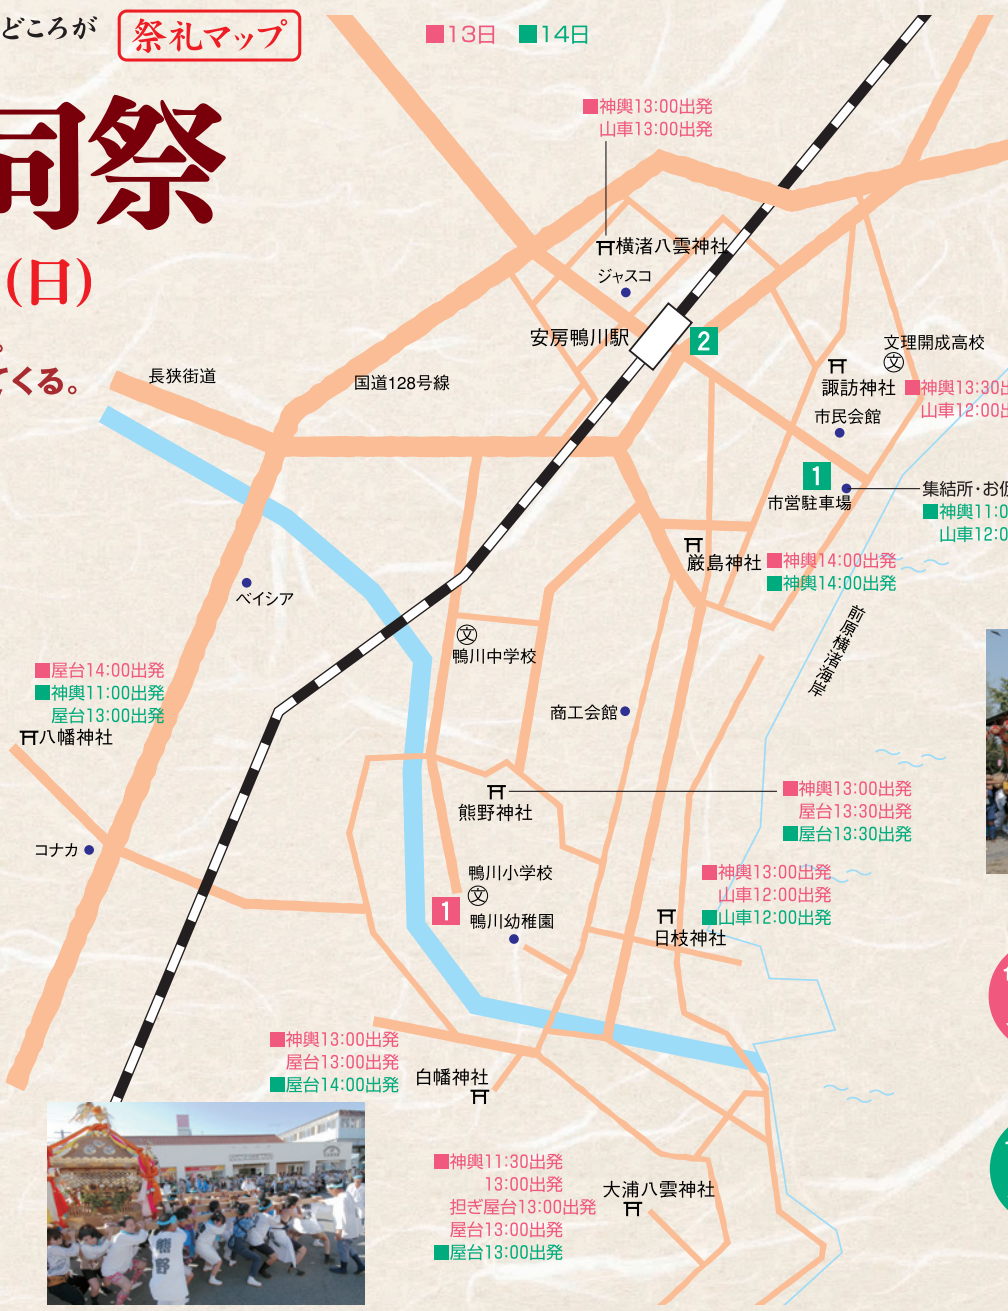 どころが
祭礼マップ
■13日 ■14日
同祭
(日)
。
てくる。
■神輿13:00出発
山車13:00出発
横渚八雲神社
ジャスコ
安房鴨川駅
2
文理開成高校
文
諏訪神社
■神輿13:30出
山車12:00出
市民会館
長狭街道
国道128号線
1
市営駐車場
集結所・お仮
■神輿11:0
山車12:0
厳島神社
■神輿14:00出発
■神輿14:00出発
前原横渚海岸
ベイシア
文
鴨川中学校
■屋台14:00出発
■神輿11:00出発
屋台13:00出発
八幡神社
商工会館
熊野神社
■神輿13:00出発
屋台13:30出発
■屋台13:30出発
コナカ
鴨川小学校
文
1
鴨川幼稚園
■神輿13:00出発
山車12:00出発
■山車12:00出発
日枝神社
■神輿13:00出発
屋台13:00出発
■屋台14:00出発
白幡神社
■神輿11:30出発
13:00出発
担ぎ屋台13:00出発
屋台13:00出発
■屋台13:00出発
大浦八雲神社
熊野